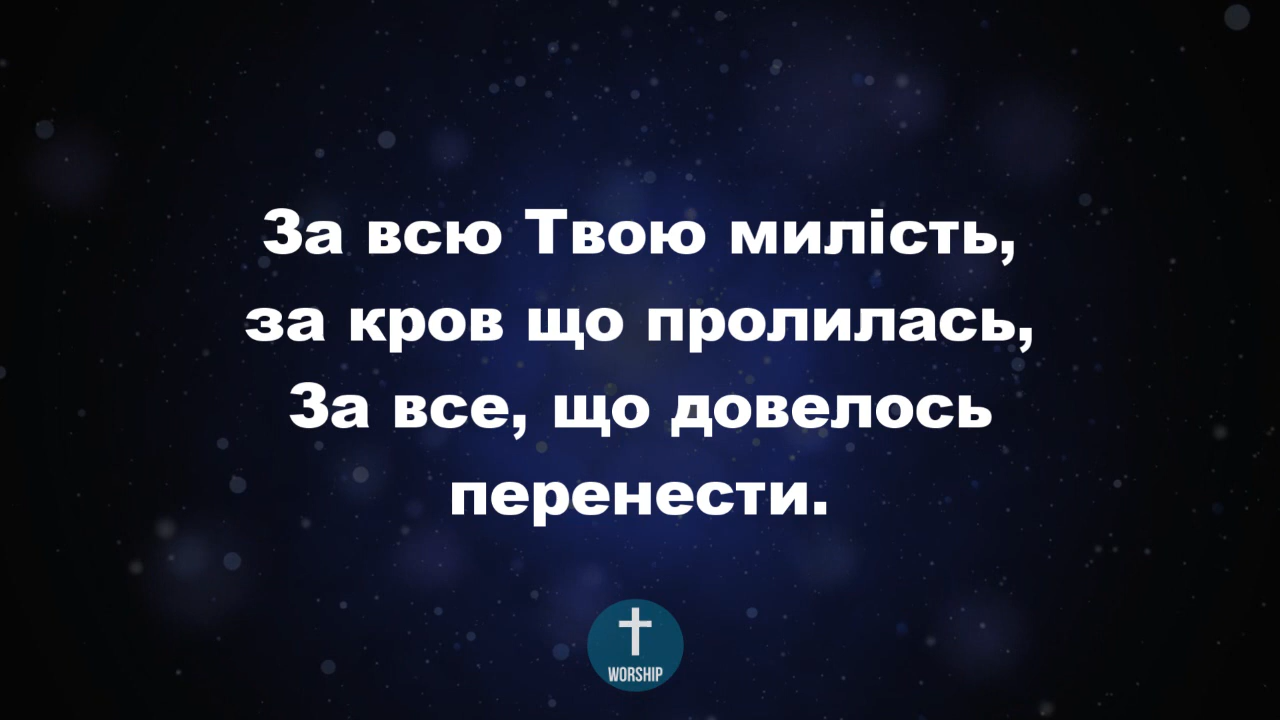 За всю Твою милість,
за кров що пролилась,
За все, що довелось
перенести.
WORSHIP